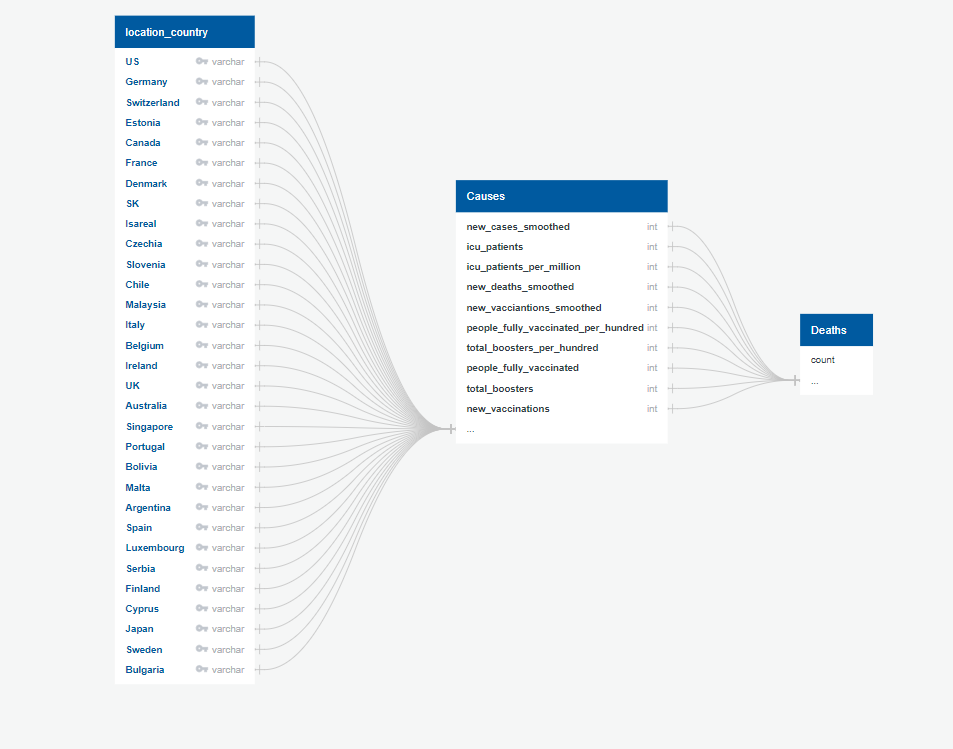 location_country
US varchar
Germany varchar
Switzerland varchar
Estonia varchar
Canada varchar
France varchar
Denmark varchar
SK varchar
Isareal varchar
Czechia varchar
Slovenia varchar
Chile varchar
Malaysia varchar
Italy varchar
Belgium varchar
Ireland varchar
UK varchar
Australia varchar
Singapore varchar
Portugal varchar
Bolivia varchar
Malta varchar
Argentina varchar
Spain varchar
Luxembourg varchar
Serbia varchar
Finland varchar
Cyprus varchar
Japan varchar
Sweden varchar
Bulgaria varchar
Causes
new_cases_smoothed int
icu_patients int
icu_patients_per_million int
new_deaths_smoothed int
new_vacciantions_smoothed int
people_fully_vaccinated_per_hundred int
total_boosters_per_hundred int
people_fully_vaccinated int
total_boosters int
new_vaccinations int
...
Deaths
count
...